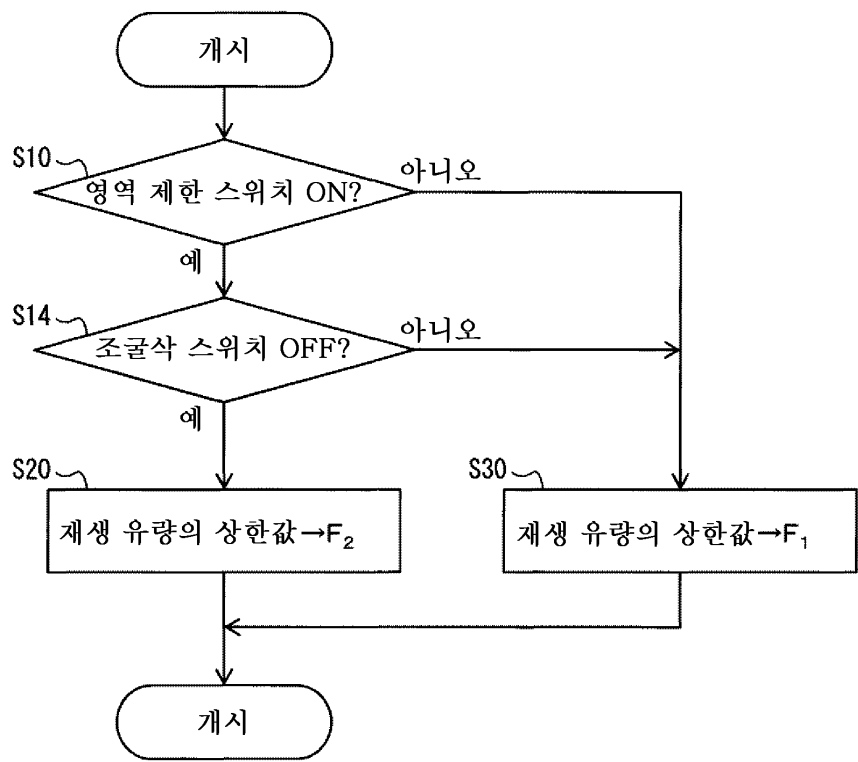 개시
S10
영역 제한 스위치 ON?
아니오
예
S14
조굴삭 스위치 OFF?
아니오
예
S20
재생 유량의 상한값→F₂
S30
재생 유량의 상한값→F₁
개시